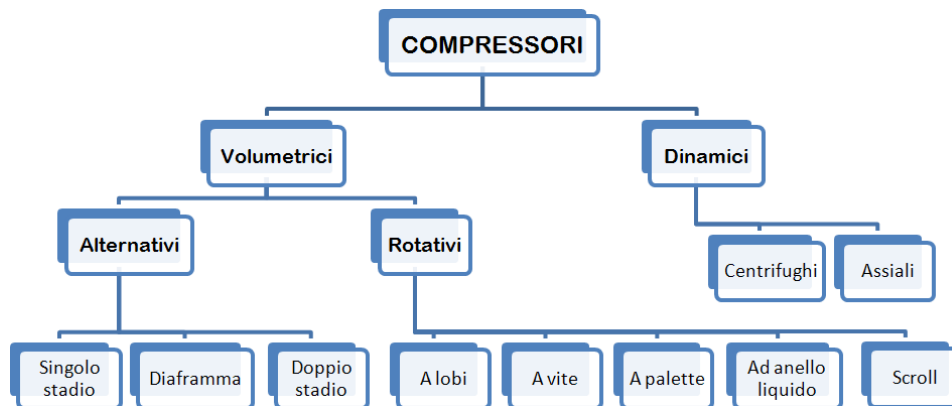 COMPRESSORI
Volumetrici
Dinamici
Alternativi
Rotativi
Centrifughi
Assiali
Singolo
stadio
Diaframma
Doppio
stadio
A lobi
A vite
A palette
Ad anello
liquido
Scroll